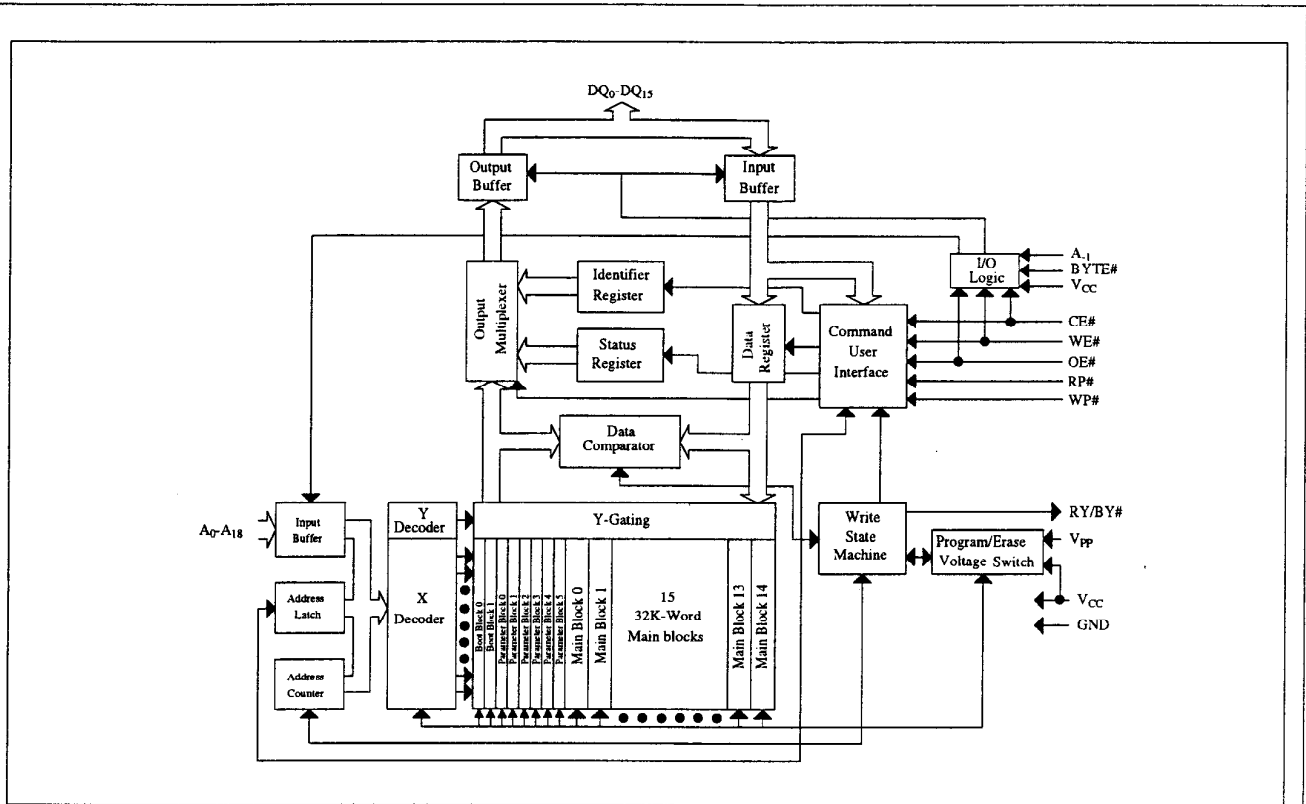 DQ0-DQ15
Output
Buffer
Input
Buffer
I/O
Logic
A-1
BYTE#
VCC
Output
Multiplexer
Identifier
Register
Status
Register
Data
Register
Command
User
Interface
CE#
WE#
OE#
RP#
WP#
Data
Comparator
A0-A18
Input
Buffer
Y
Decoder
Y-Gating
Write
State
Machine
RY/BY#
Program/Erase
Voltage Switch
VPP
VCC
GND
Address
Latch
Address
Counter
X
Decoder
Boot Block 0
Boot Block 1
Parameter Block 0
Parameter Block 1
Parameter Block 2
Parameter Block 3
Parameter Block 4
Parameter Block 5
Main Block 0
Main Block 1
15
32K-Word
Main blocks
Main Block 13
Main Block 14